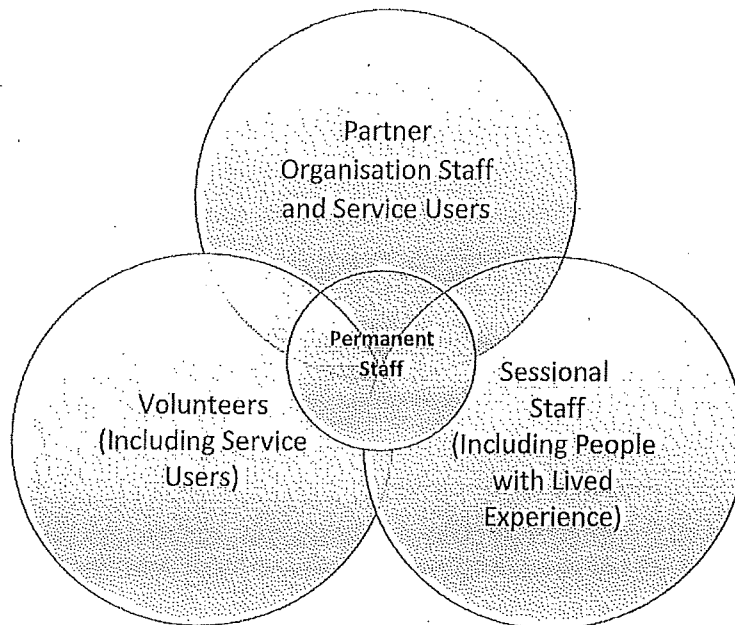 Partner
Organisation Staff
and Service Users
Permanent
Staff
Volunteers
(Including Service
Users)
Sessional
Staff
(Including People
with Lived
Experience)